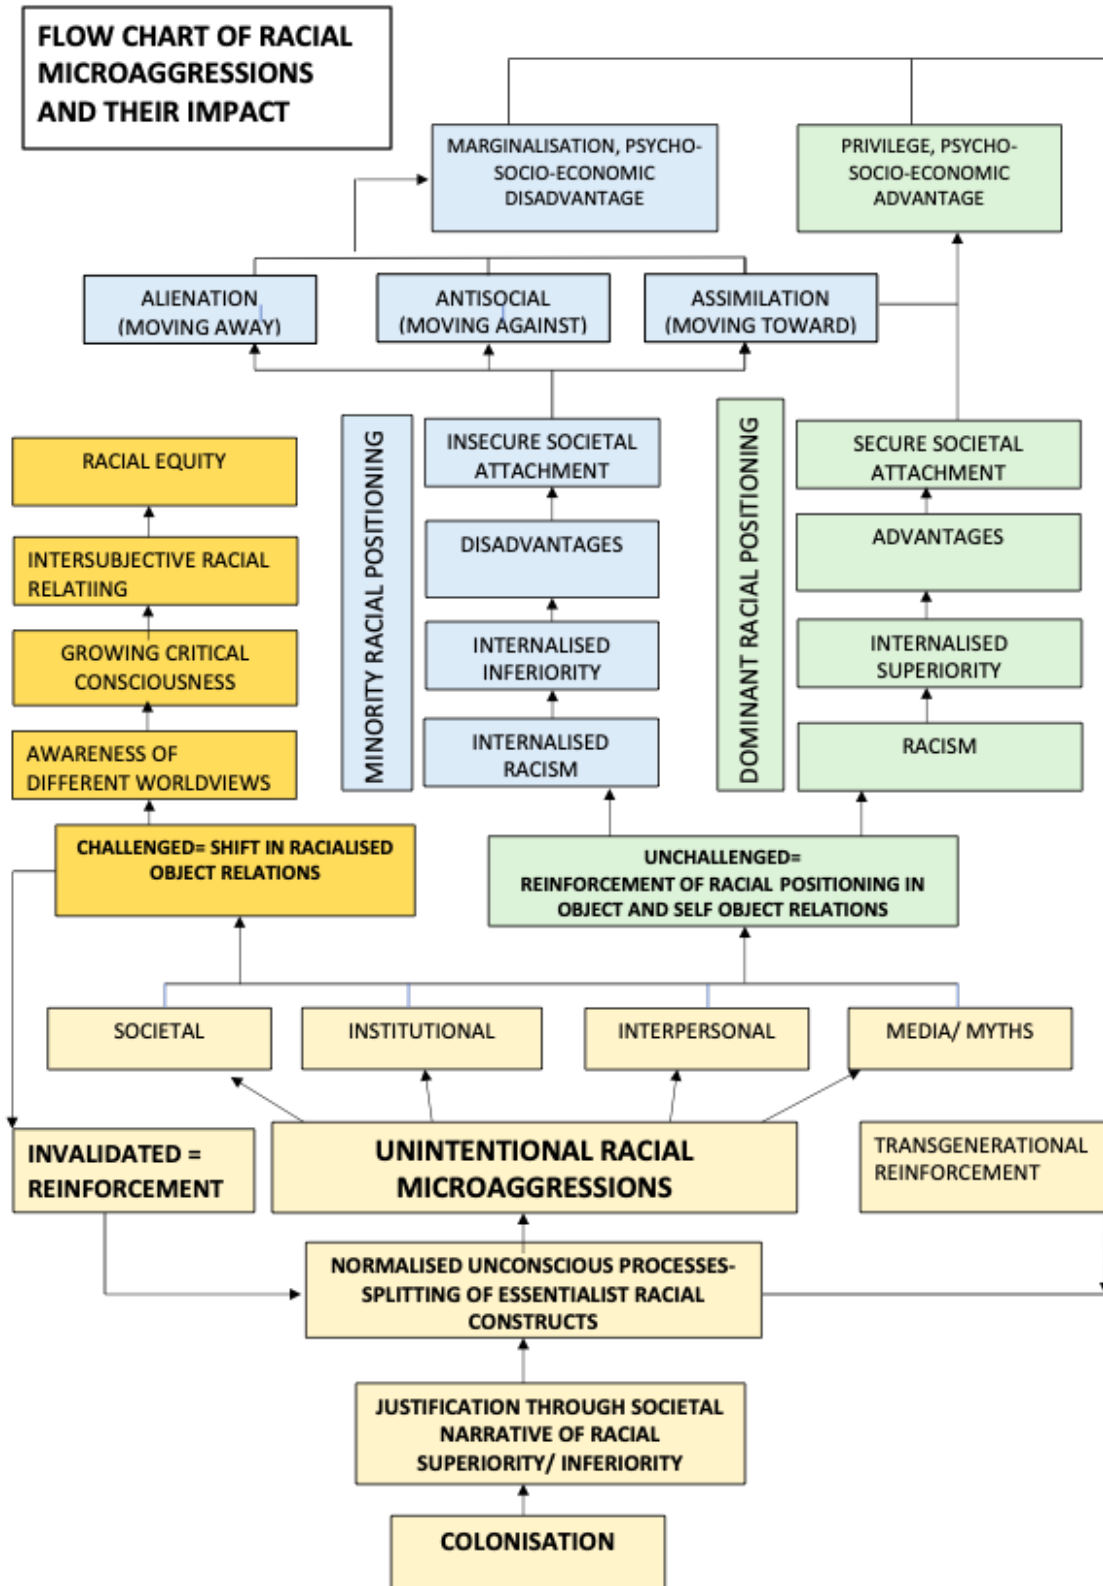 FLOW CHART OF RACIAL
MICROAGGRESSIONS
AND THEIR IMPACT
MARGINALISATION, PSYCHO-
SOCIO-ECONOMIC
DISADVANTAGE
PRIVILEGE, PSYCHO-
SOCIO-ECONOMIC
ADVANTAGE
ALIENATION
(MOVING AWAY)
ANTISOCIAL
(MOVING AGAINST)
ASSIMILATION
(MOVING TOWARD)
MINORITY RACIAL POSITIONING
INSECURE SOCIETAL
ATTACHMENT
DOMINANT RACIAL POSITIONING
SECURE SOCIETAL
ATTACHMENT
RACIAL EQUITY
DISADVANTAGES
ADVANTAGES
INTERSUBJECTIVE RACIAL
RELATIING
GROWING CRITICAL
CONSCIOUSNESS
INTERNALISED
INFERIORITY
INTERNALISED
SUPERIORITY
AWARENESS OF
DIFFERENT WORLDVIEWS
INTERNALISED
RACISM
RACISM
CHALLENGED= SHIFT IN RACIALISED
OBJECT RELATIONS
UNCHALLENGED=
REINFORCEMENT OF RACIAL POSITIONING IN
OBJECT AND SELF OBJECT RELATIONS
SOCIETAL
INSTITUTIONAL
INTERPERSONAL
MEDIA/ MYTHS
INVALIDATED =
REINFORCEMENT
UNINTENTIONAL RACIAL
MICROAGGRESSIONS
TRANSGENERATIONAL
REINFORCEMENT
NORMALISED UNCONSCIOUS PROCESSES-
SPLITTING OF ESSENTIALIST RACIAL
CONSTRUCTS
JUSTIFICATION THROUGH SOCIETAL
NARRATIVE OF RACIAL
SUPERIORITY/ INFERIORITY
COLONISATION